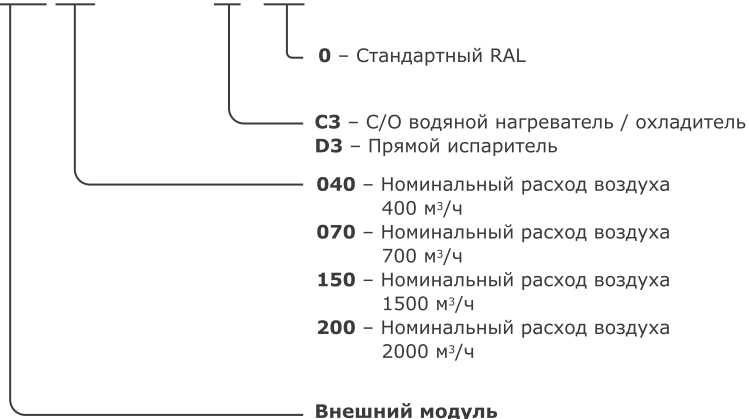 0 – Стандартный RAL
C3 – С/О водяной нагреватель / охладитель
D3 – Прямой испаритель
040 – Номинальный расход воздуха
400 м³/ч
070 – Номинальный расход воздуха
700 м³/ч
150 – Номинальный расход воздуха
1500 м³/ч
200 – Номинальный расход воздуха
2000 м³/ч
Внешний модуль